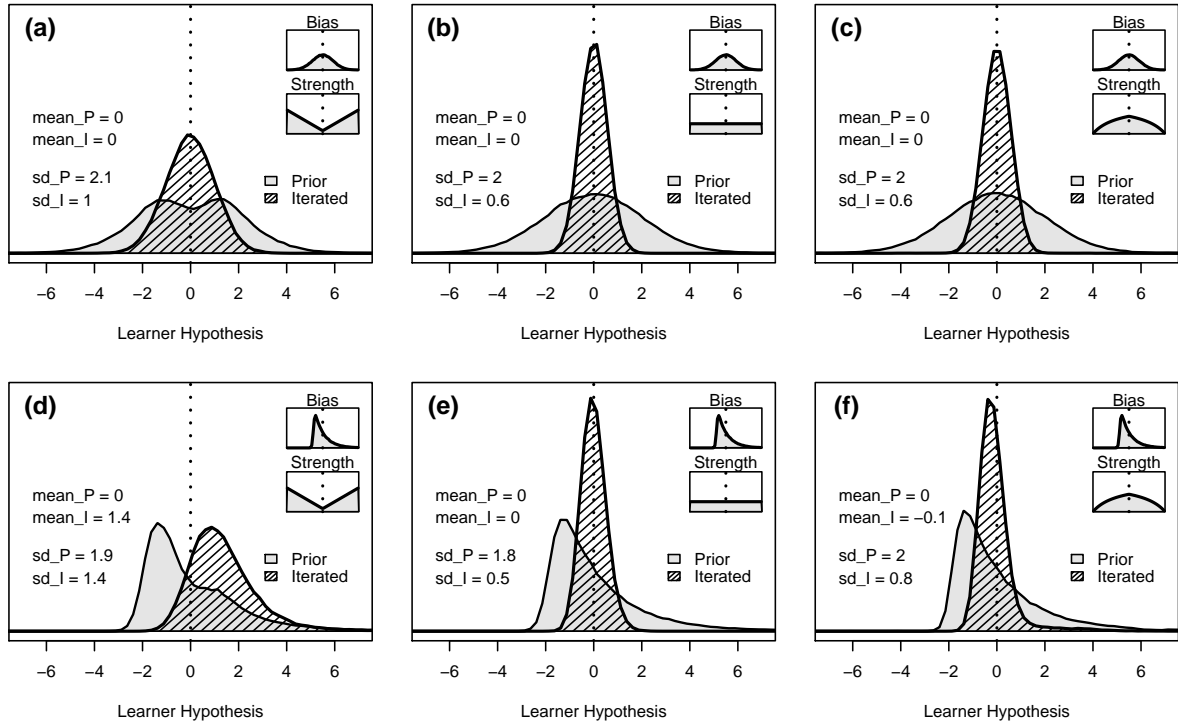 (a)
Bias
Strength
mean_P = 0
mean_I = 0
sd_P = 2.1
sd_I = 1
Prior
Iterated
−6 −4 −2 0 2 4 6
Learner Hypothesis
(b)
Bias
Strength
mean_P = 0
mean_I = 0
sd_P = 2
sd_I = 0.6
Prior
Iterated
−6 −4 −2 0 2 4 6
Learner Hypothesis
(c)
Bias
Strength
mean_P = 0
mean_I = 0
sd_P = 2
sd_I = 0.6
Prior
Iterated
−6 −4 −2 0 2 4 6
Learner Hypothesis
(d)
Bias
Strength
mean_P = 0
mean_I = 1.4
sd_P = 1.9
sd_I = 1.4
Prior
Iterated
−6 −4 −2 0 2 4 6
Learner Hypothesis
(e)
Bias
Strength
mean_P = 0
mean_I = 0
sd_P = 1.8
sd_I = 0.5
Prior
Iterated
−6 −4 −2 0 2 4 6
Learner Hypothesis
(f)
Bias
Strength
mean_P = 0
mean_I = −0.1
sd_P = 2
sd_I = 0.8
Prior
Iterated
−6 −4 −2 0 2 4 6
Learner Hypothesis